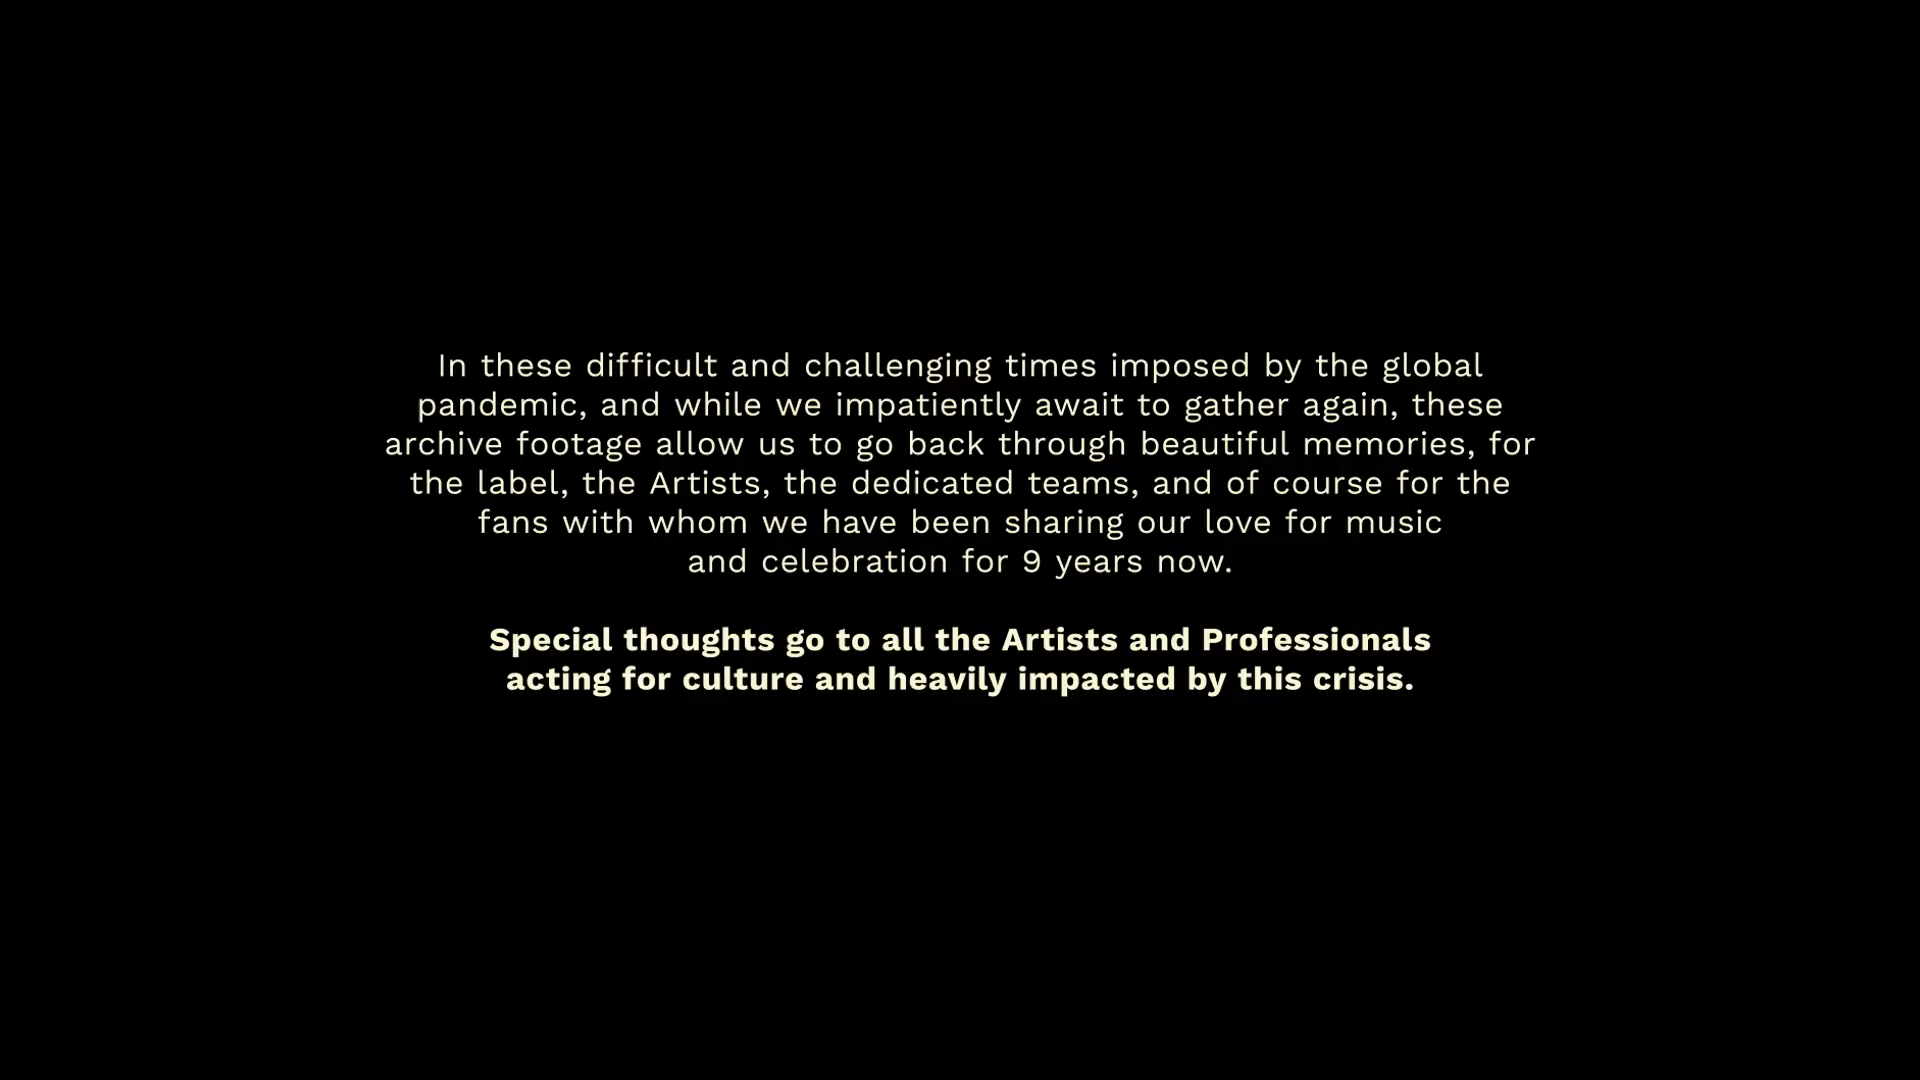 In these difficult and challenging times imposed by the global
pandemic, and while we impatiently await to gather again, these
archive footage allow us to go back through beautiful memories, for
the label, the Artists, the dedicated teams, and of course for the
fans with whom we have been sharing our love for music
and celebration for 9 years now.
Special thoughts go to all the Artists and Professionals
acting for culture and heavily impacted by this crisis.